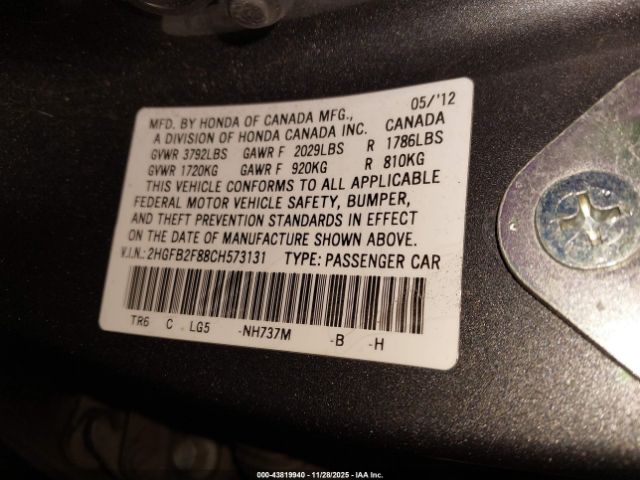 05/'12
MFD. BY HONDA OF CANADA MFG.,
A DIVISION OF HONDA CANADA INC. CANADA
GVWR 3792LBS GAWR F 2029LBS R 1786LBS
GVWR 1720KG GAWR F 920KG R 810KG
THIS VEHICLE CONFORMS TO ALL APPLICABLE
FEDERAL MOTOR VEHICLE SAFETY, BUMPER,
AND THEFT PREVENTION STANDARDS IN EFFECT
ON THE DATE OF MANUFACTURE SHOWN ABOVE.
V.I.N.:2HGFB2F88CH573131 TYPE: PASSENGER CAR
TR6 C LG5 -NH737M -B -H
000-43819940 | 11/28/2025 | IAA Inc.